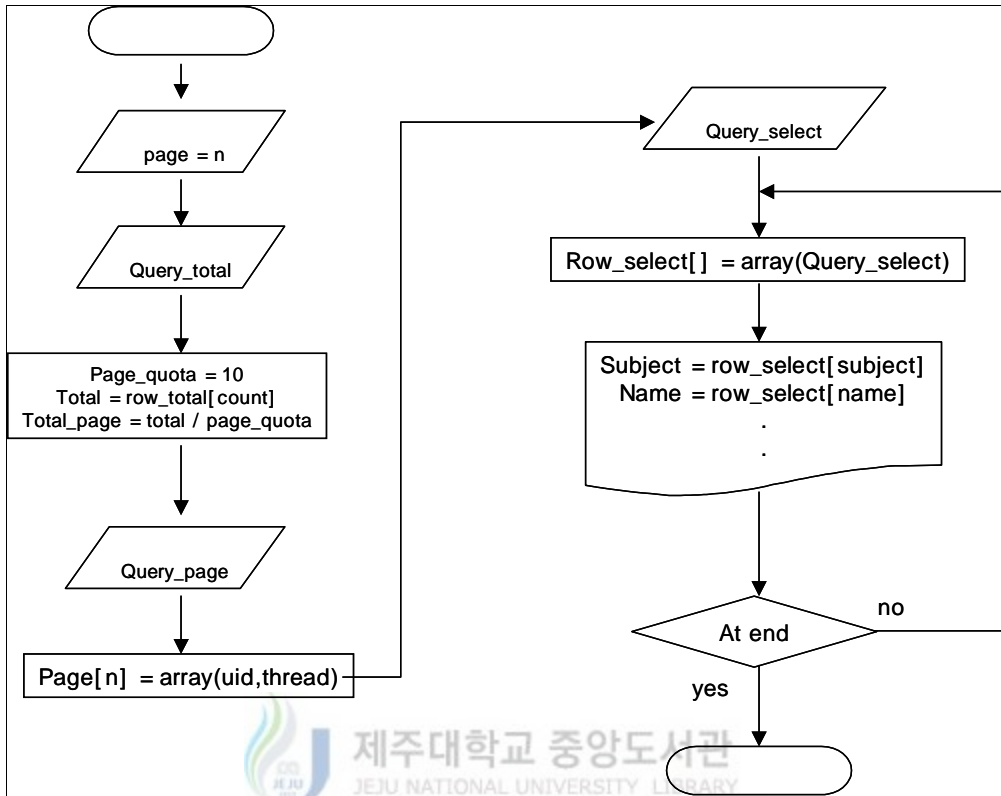 page = n
Query_total
Page_quota = 10
Total = row_total[count]
Total_page = total / page_quota
Query_page
Page[n] = array(uid,thread)
Query_select
Row_select[] = array(Query_select)
Subject = row_select[subject]
Name = row_select[name]
.
.
At end
no
yes
제주대학교 중앙도서관
JEJU NATIONAL UNIVERSITY LIBRARY
JEJU